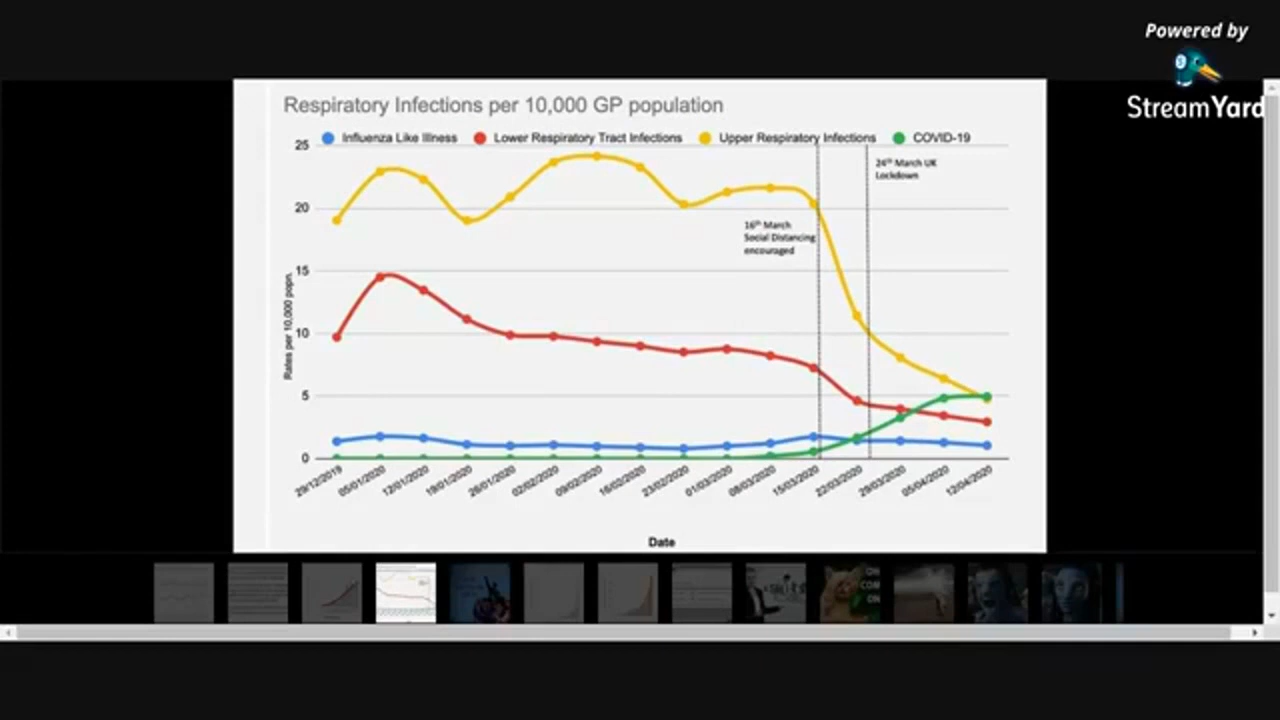 Powered by
StreamYard
Respiratory Infections per 10,000 GP population
Influenza Like Illness
Lower Respiratory Tract Infections
Upper Respiratory Infections
COVID-19
25
24th March UK
Lockdown
20
16th March
Social Distancing
encouraged
15
Rates per 10,000 popn.
10
5
0
29/12/2019
05/01/2020
12/01/2020
19/01/2020
26/01/2020
02/02/2020
09/02/2020
16/02/2020
23/02/2020
01/03/2020
08/03/2020
15/03/2020
22/03/2020
29/03/2020
05/04/2020
12/04/2020
Date